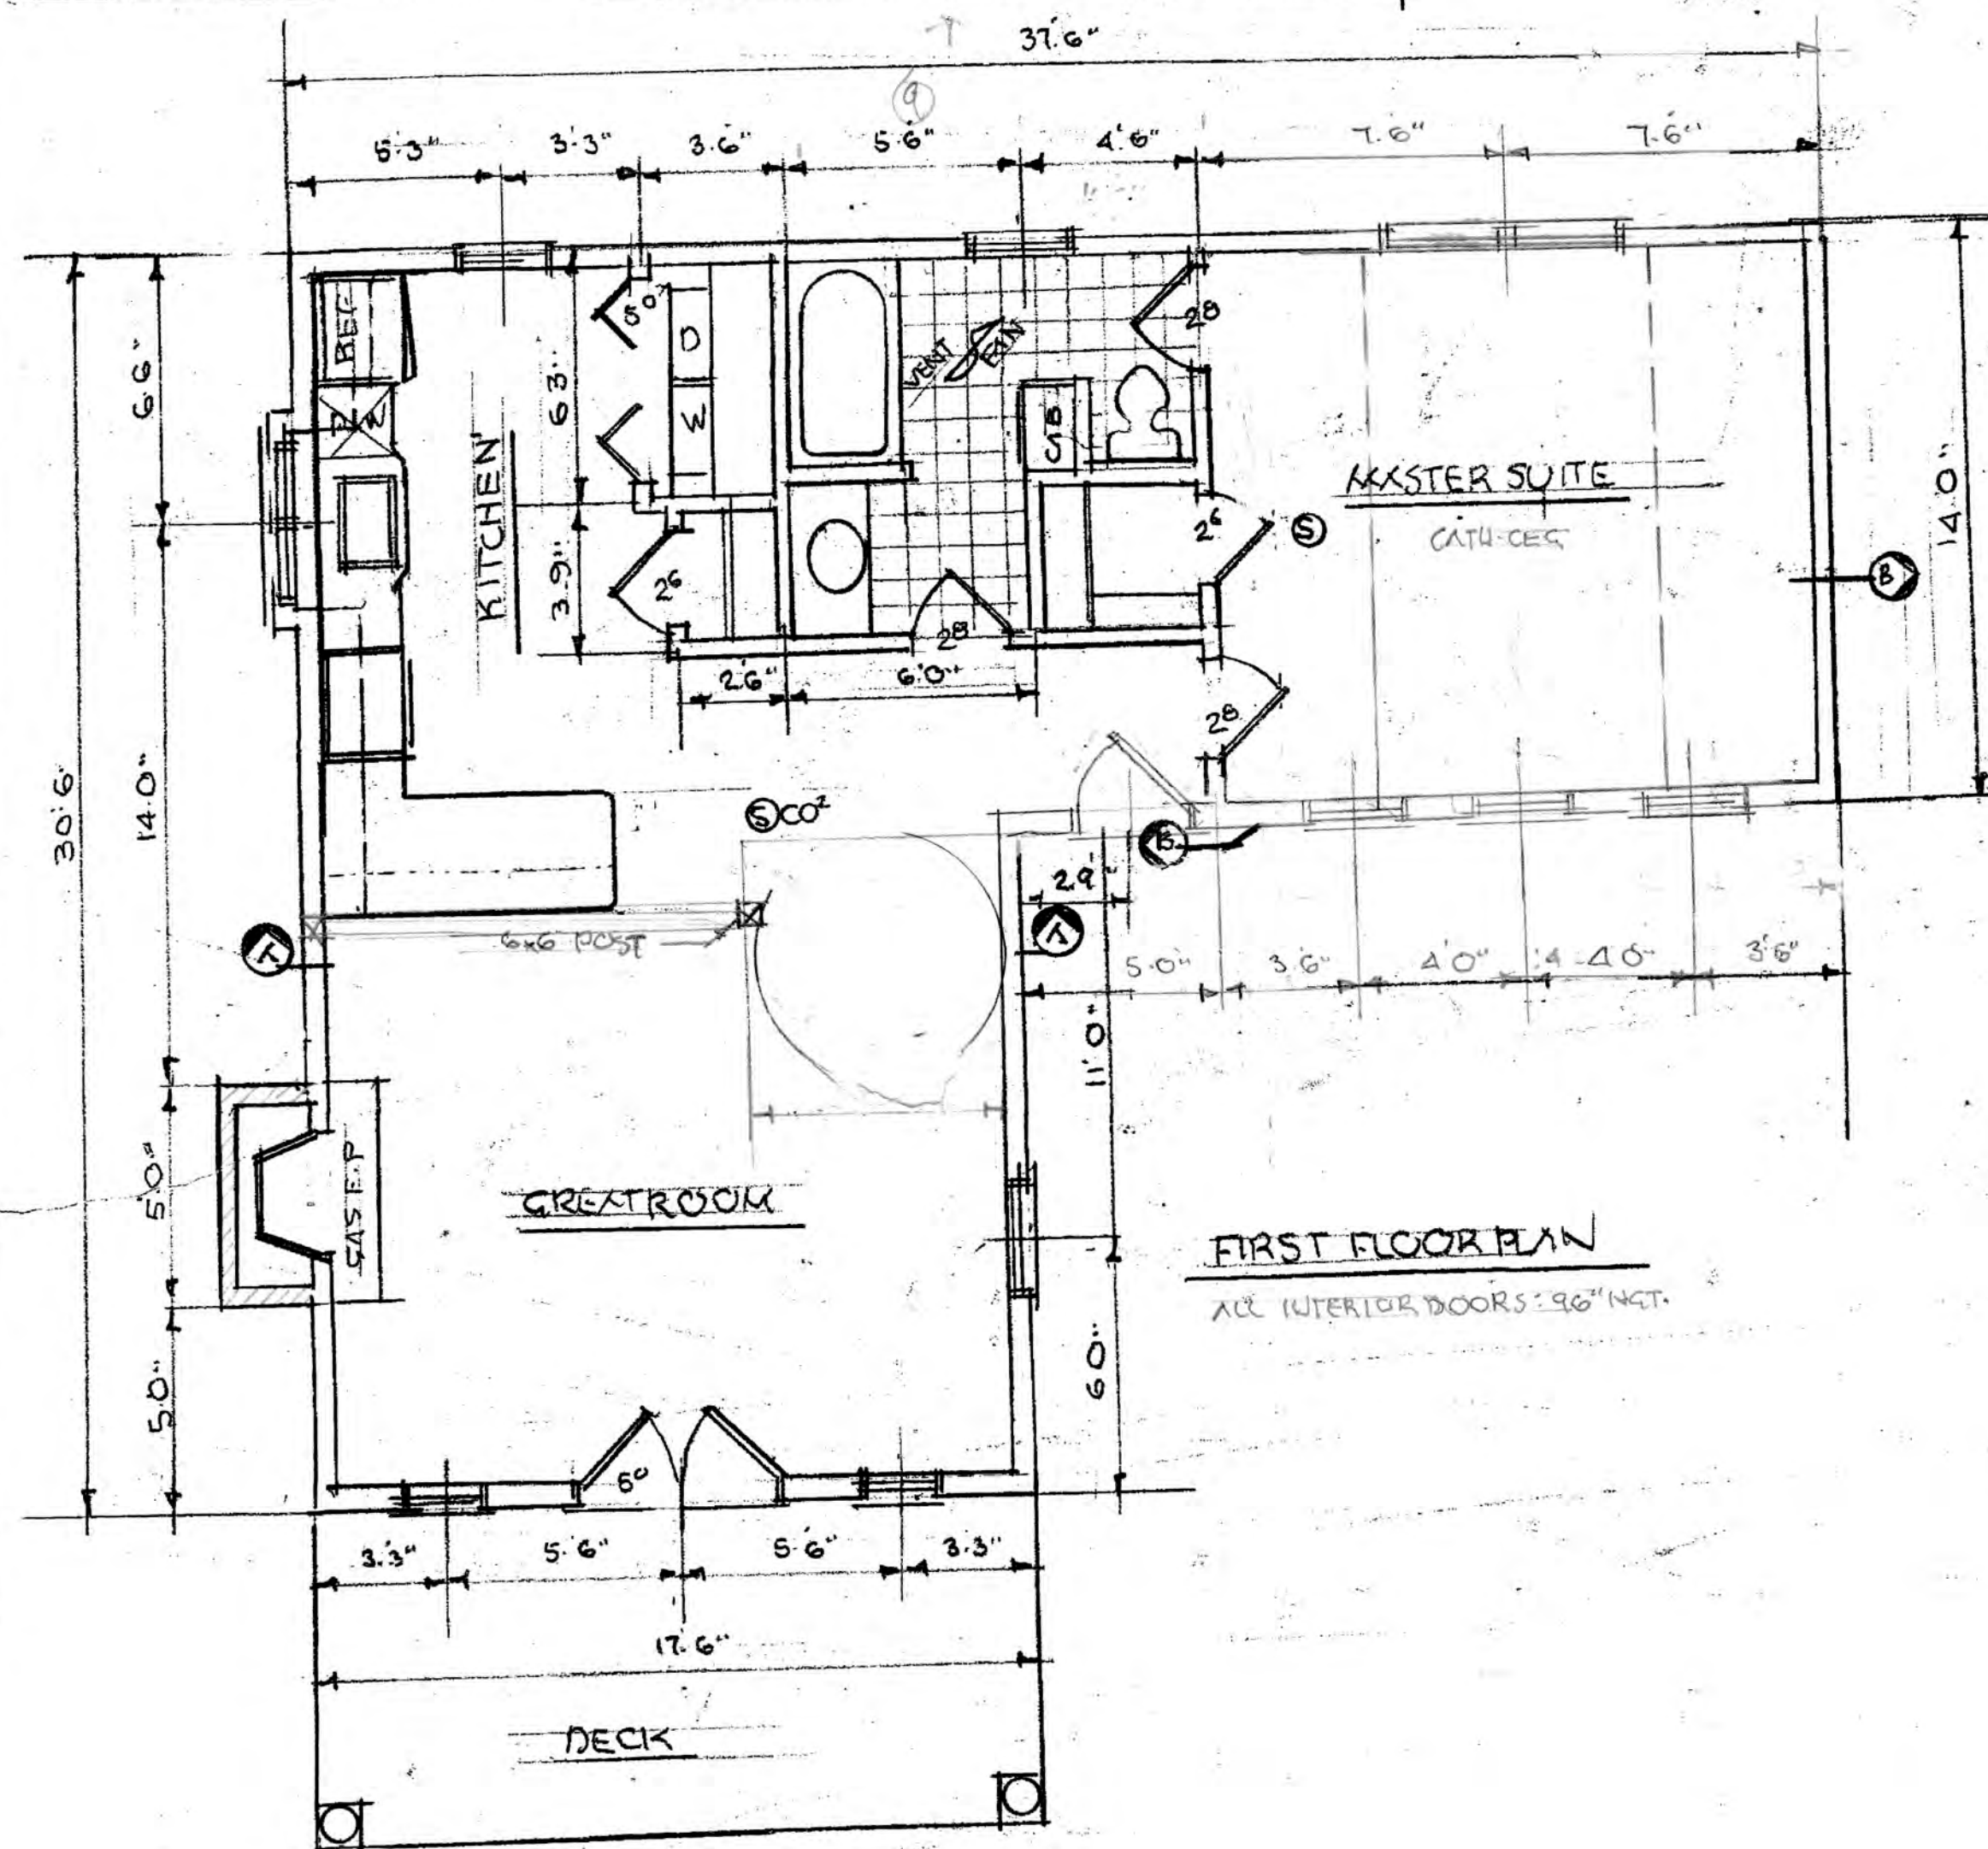 37'.6"
9
5.3" 3'.3" 3.6" 5'.6" 4'.6" 7.6" 7.6"
6'6"
14.0"
30'.6"
REF
D
W
5⁰
6'3"
KITCHEN
3.9"
2⁶
VENT FAN
2⁸
2⁶
S
MASTER SUITE
CATH-CEG
B
14.0"
2⁸
2'.6" 6'.0"
2⁸
S CO²
B
2.9"
A
6x6 POST
A
5.0" 3.6" 4'0" 4'0" 3'.6"
11'.0"
5'.0"
GAS F.P
GREATROOM
FIRST FLOOR PLAN
ALL INTERIOR DOORS: 96" HGT.
6'0"
5'.0"
6⁰
3'.3" 5'.6" 5'.6" 3.3"
17'.6"
DECK